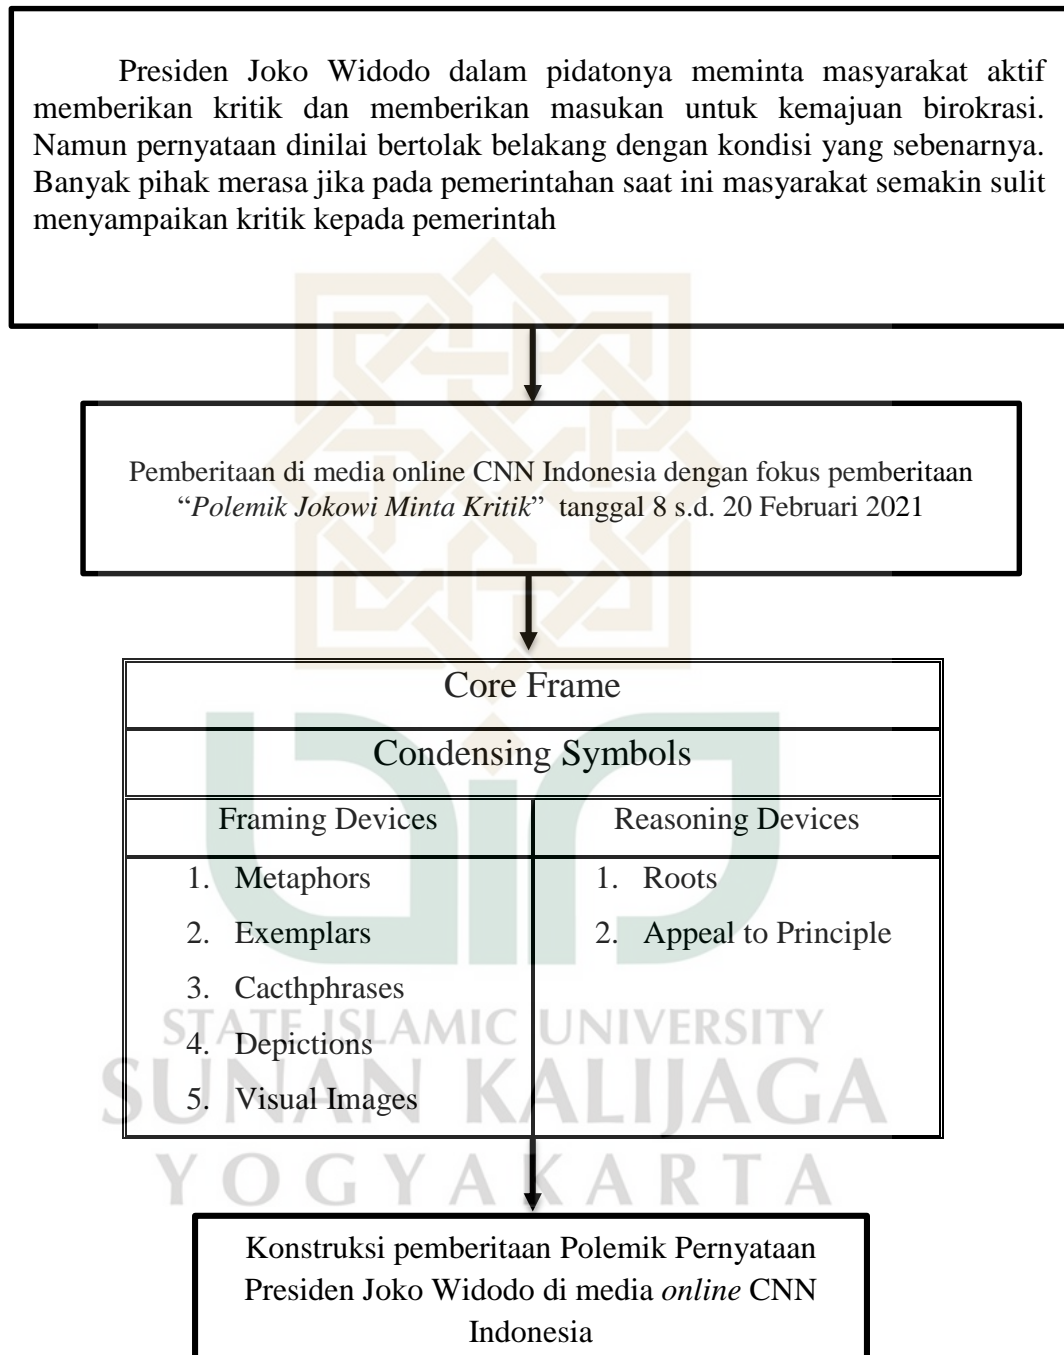 Presiden Joko Widodo dalam pidatonya meminta masyarakat aktif
memberikan kritik dan memberikan masukan untuk kemajuan birokrasi.
Namun pernyataan dinilai bertolak belakang dengan kondisi yang sebenarnya.
Banyak pihak merasa jika pada pemerintahan saat ini masyarakat semakin sulit
menyampaikan kritik kepada pemerintah
Pemberitaan di media online CNN Indonesia dengan fokus pemberitaan
“Polemik Jokowi Minta Kritik” tanggal 8 s.d. 20 Februari 2021
Core Frame
Condensing Symbols
Framing Devices
1. Metaphors
2. Exemplars
3. Cacthphrases
4. Depictions
5. Visual Images
Reasoning Devices
1. Roots
2. Appeal to Principle
STATE ISLAMIC UNIVERSITY
SUNAN KALIJAGA
YOGYAKARTA
Konstruksi pemberitaan Polemik Pernyataan
Presiden Joko Widodo di media online CNN
Indonesia